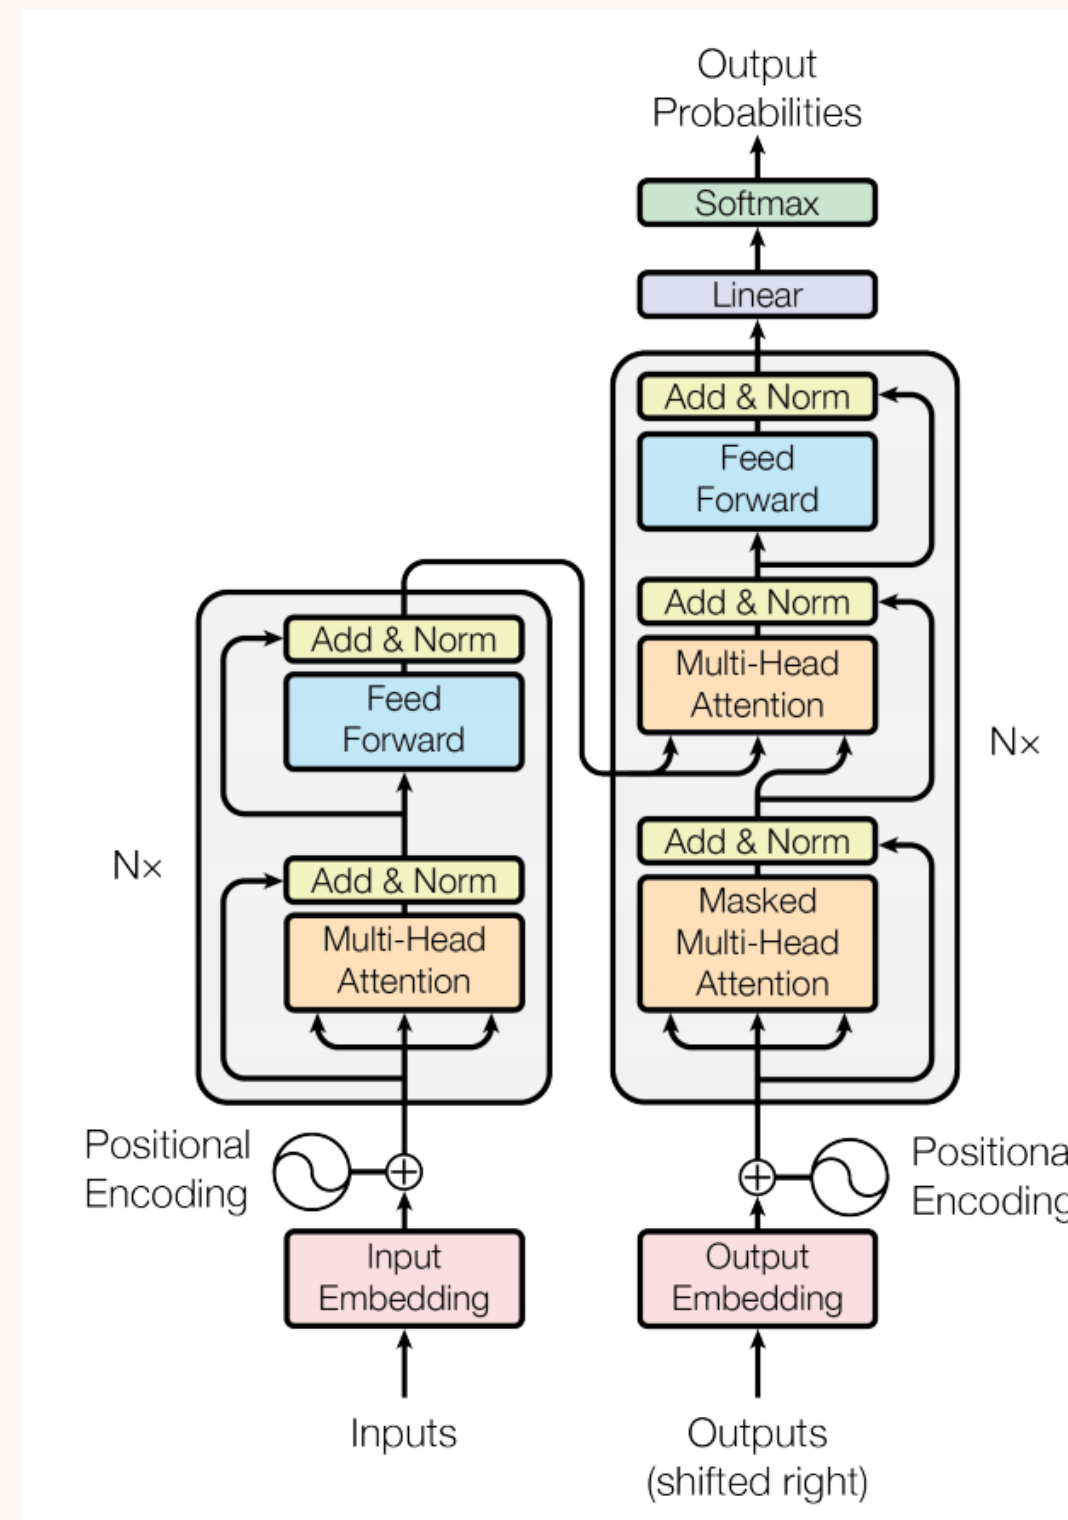 Output
Probabilities
Softmax
Linear
Add & Norm
Feed
Forward
Add & Norm
Multi-Head
Attention
Nx
Add & Norm
Masked
Multi-Head
Attention
Add & Norm
Feed
Forward
Nx
Add & Norm
Multi-Head
Attention
Positional
Encoding
Positiona
Encoding
Input
Embedding
Output
Embedding
Inputs
Outputs
(shifted right)